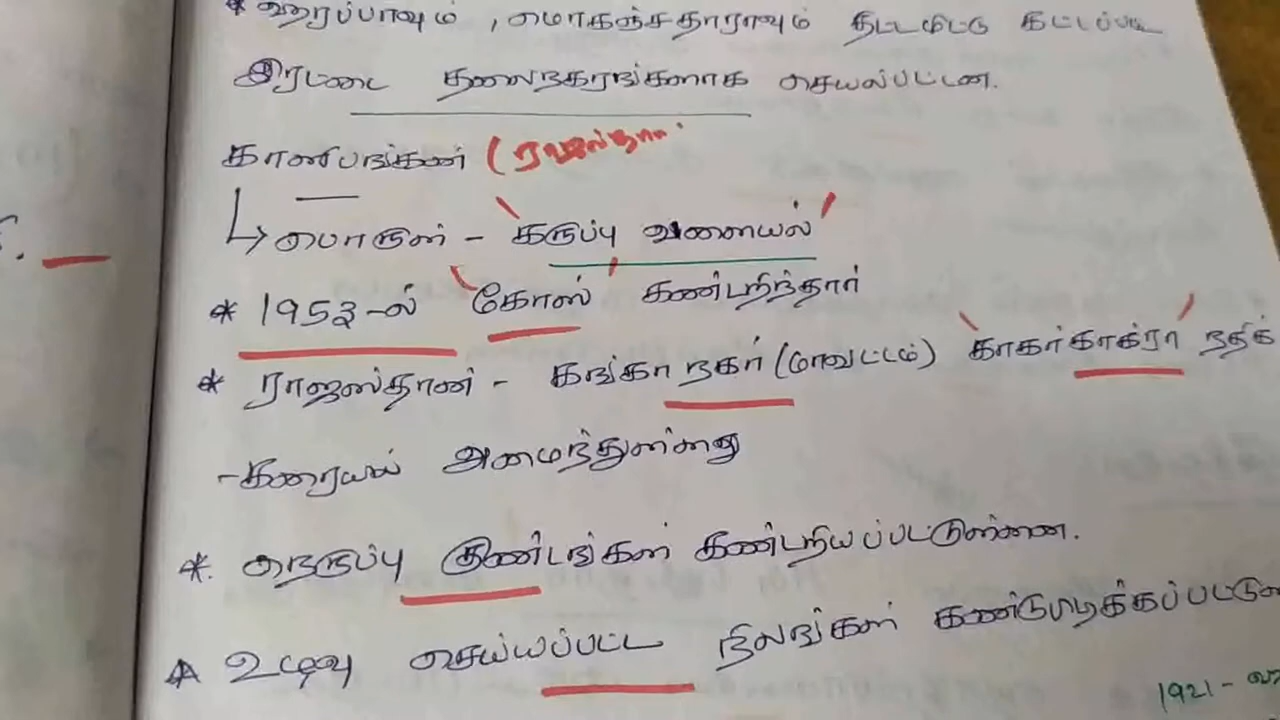 * ஹரப்பாவும் , மொகஞ்சதாராவும் திட்டமிட்டு கட்டப்பட்ட
இரட்டை தலைநகரங்களாக செயல்பட்டன.
காளிபங்கன் (ராஜஸ்தான்
↳ பொருள் - 'கருப்பு வளையல்'
* 1953-ல் 'கோஸ்' கண்டறிந்தார்
* ராஜஸ்தான் - கங்கா நகர் (மாவட்டம்) 'காகர்காக்ரா' நதிக்
-கரையில் அமைந்துள்ளது
*. நெருப்பு குண்டங்கள் கண்டறியப்பட்டுள்ளன.
* உழவு செய்யப்பட்ட நிலங்கள் கண்டுபிடிக்கப்பட்டுள
1921 -